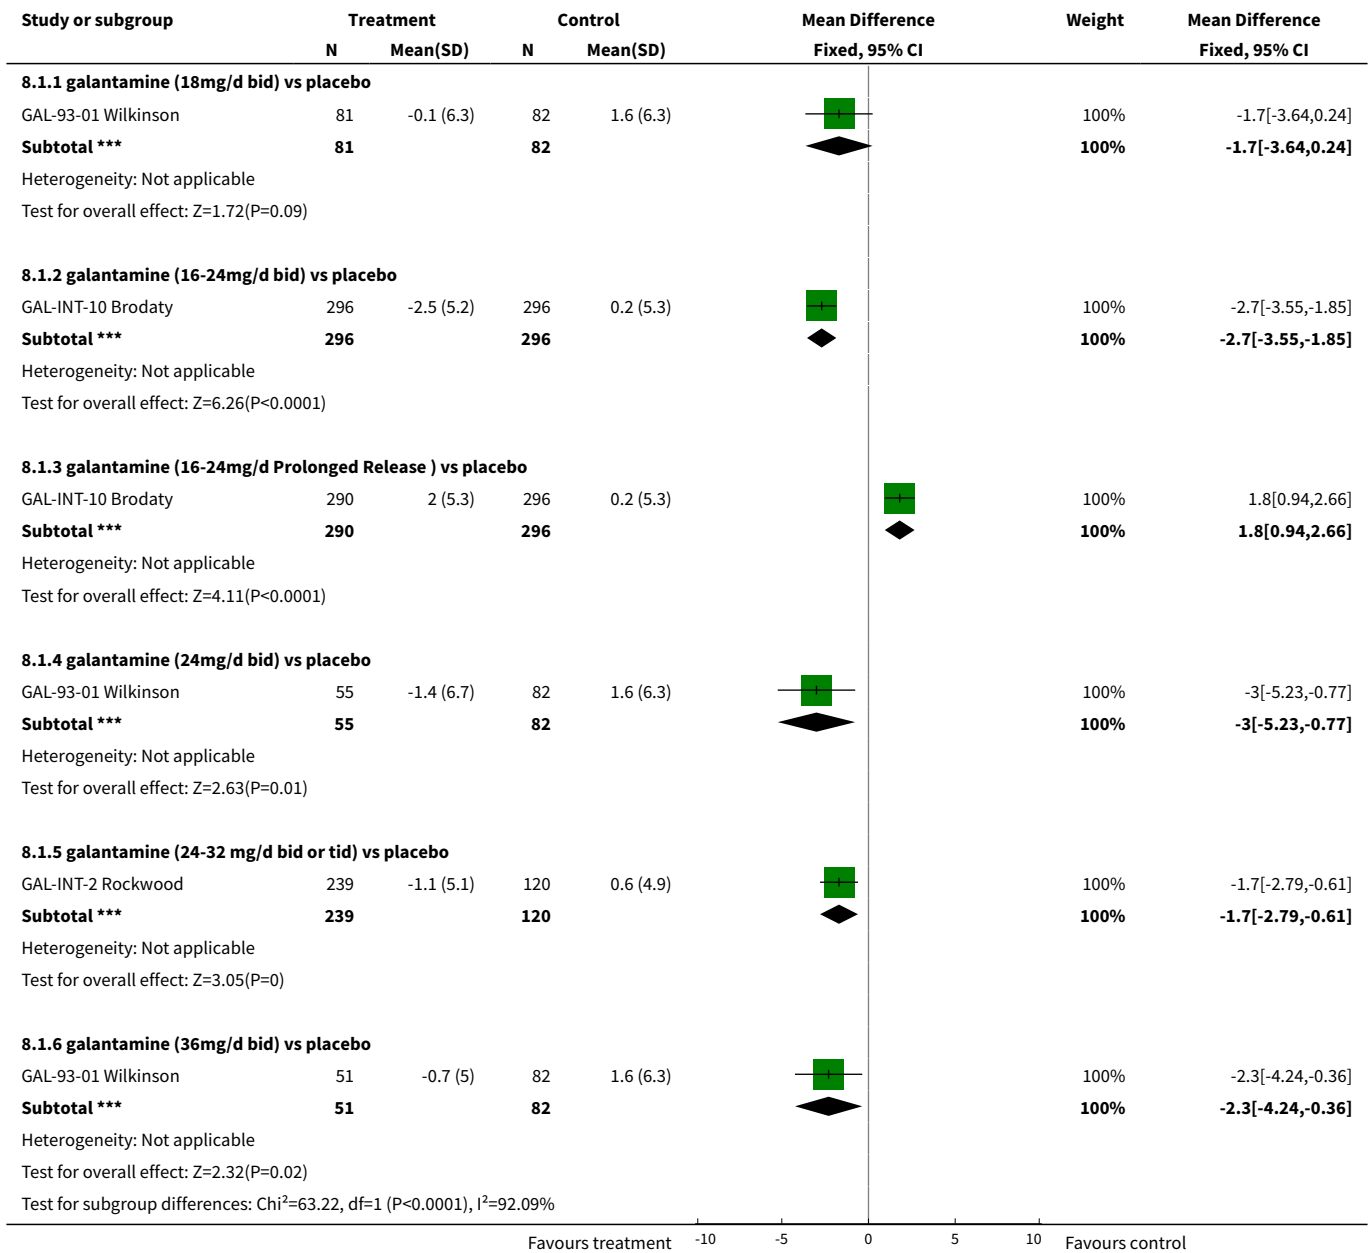 Study or subgroup Treatment Control Mean Difference Weight Mean Difference
N Mean(SD) N Mean(SD) Fixed, 95% CI Fixed, 95% CI
8.1.1 galantamine (18mg/d bid) vs placebo
GAL-93-01 Wilkinson 81 -0.1 (6.3) 82 1.6 (6.3) 100% -1.7[-3.64,0.24]
Subtotal *** 81 82 100% -1.7[-3.64,0.24]
Heterogeneity: Not applicable
Test for overall effect: Z=1.72(P=0.09)
8.1.2 galantamine (16-24mg/d bid) vs placebo
GAL-INT-10 Brodaty 296 -2.5 (5.2) 296 0.2 (5.3) 100% -2.7[-3.55,-1.85]
Subtotal *** 296 296 100% -2.7[-3.55,-1.85]
Heterogeneity: Not applicable
Test for overall effect: Z=6.26(P<0.0001)
8.1.3 galantamine (16-24mg/d Prolonged Release ) vs placebo
GAL-INT-10 Brodaty 290 2 (5.3) 296 0.2 (5.3) 100% 1.8[0.94,2.66]
Subtotal *** 290 296 100% 1.8[0.94,2.66]
Heterogeneity: Not applicable
Test for overall effect: Z=4.11(P<0.0001)
8.1.4 galantamine (24mg/d bid) vs placebo
GAL-93-01 Wilkinson 55 -1.4 (6.7) 82 1.6 (6.3) 100% -3[-5.23,-0.77]
Subtotal *** 55 82 100% -3[-5.23,-0.77]
Heterogeneity: Not applicable
Test for overall effect: Z=2.63(P=0.01)
8.1.5 galantamine (24-32 mg/d bid or tid) vs placebo
GAL-INT-2 Rockwood 239 -1.1 (5.1) 120 0.6 (4.9) 100% -1.7[-2.79,-0.61]
Subtotal *** 239 120 100% -1.7[-2.79,-0.61]
Heterogeneity: Not applicable
Test for overall effect: Z=3.05(P=0)
8.1.6 galantamine (36mg/d bid) vs placebo
GAL-93-01 Wilkinson 51 -0.7 (5) 82 1.6 (6.3) 100% -2.3[-4.24,-0.36]
Subtotal *** 51 82 100% -2.3[-4.24,-0.36]
Heterogeneity: Not applicable
Test for overall effect: Z=2.32(P=0.02)
Test for subgroup differences: Chi²=63.22, df=1 (P<0.0001), I²=92.09%
Favours treatment -10 -5 0 5 10 Favours control